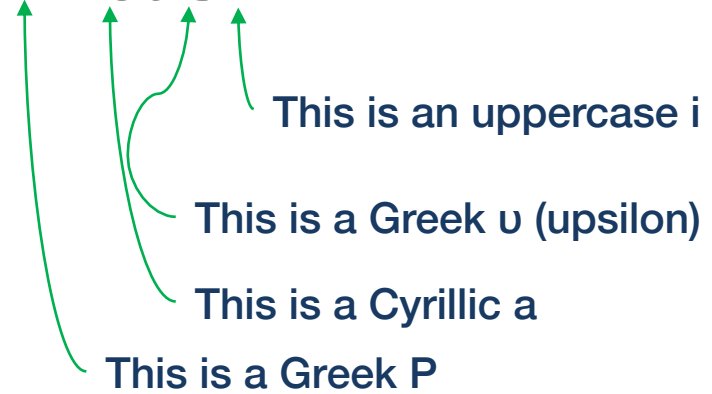 This is an uppercase i
This is a Greek υ (upsilon)
This is a Cyrillic a
This is a Greek P